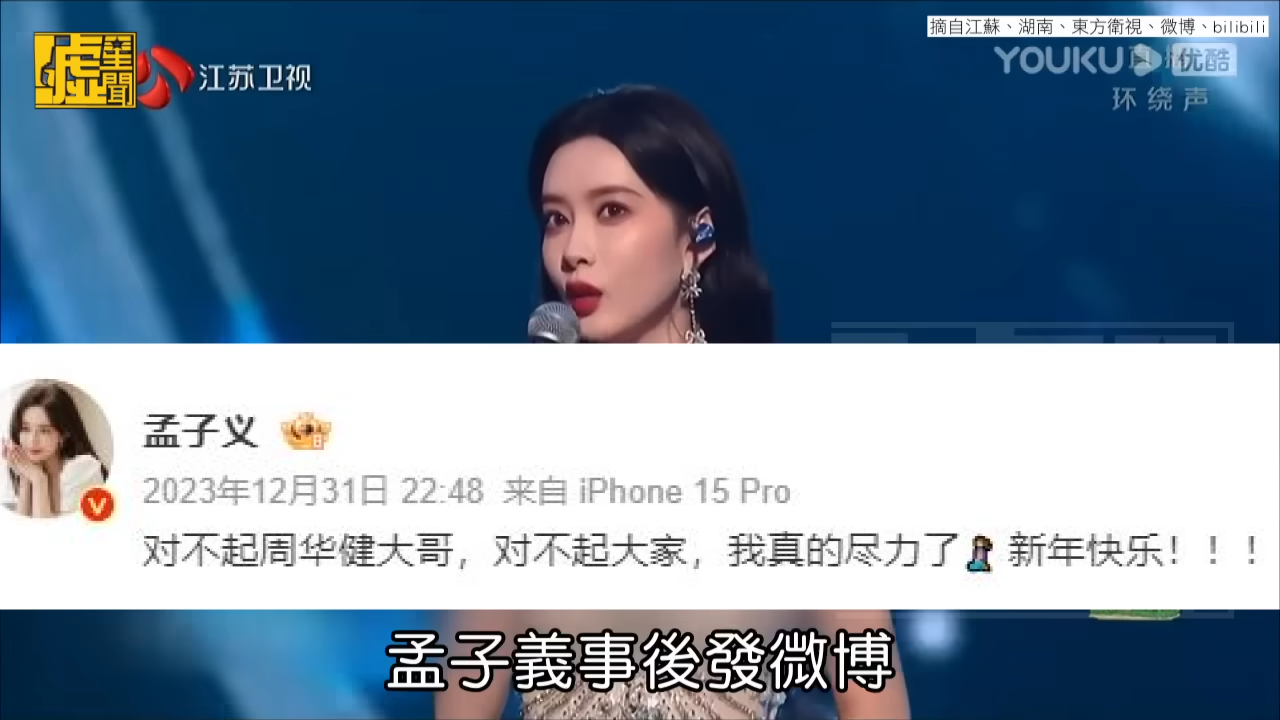 摘自江蘇、湖南、東方衛視、微博、bilibili
噓星聞
江苏卫视
YOUKU 优酷
环绕声
孟子义
2023年12月31日 22:48 来自 iPhone 15 Pro
对不起周华健大哥，对不起大家，我真的尽力了🧎‍♀️新年快乐！！！
孟子義事後發微博